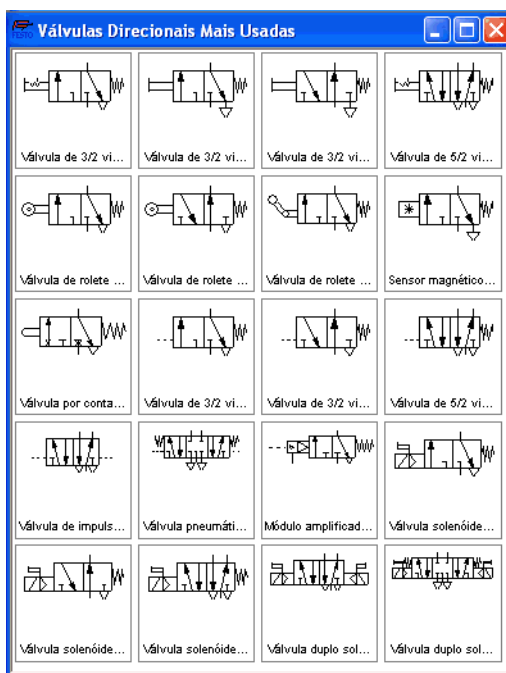 FESTO Válvulas Direcionais Mais Usadas
Válvula de 3/2 vi... Válvula de 3/2 vi... Válvula de 3/2 vi... Válvula de 5/2 vi...
Válvula de rolete ... Válvula de rolete ... Válvula de rolete ... Sensor magnético...
Válvula por conta... Válvula de 3/2 vi... Válvula de 3/2 vi... Válvula de 5/2 vi...
Válvula de impuls... Válvula pneumáti... Módulo amplificad... Válvula solenóide...
Válvula solenóide... Válvula solenóide... Válvula duplo sol... Válvula duplo sol...